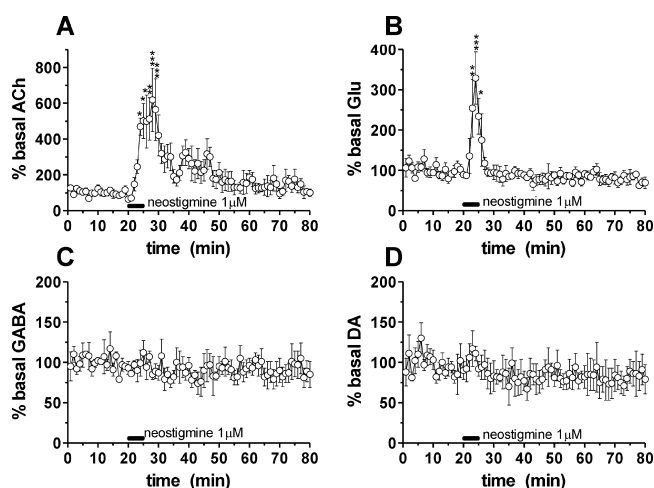 A
% basal ACh
800
600
400
200
0
* * * * *** ***
neostigmine 1μM
0 10 20 30 40 50 60 70 80
time (min)
B
% basal Glu
400
300
200
100
0
** *** *
neostigmine 1μM
0 10 20 30 40 50 60 70 80
time (min)
C
% basal GABA
200
150
100
50
0
neostigmine 1μM
0 10 20 30 40 50 60 70 80
time (min)
D
% basal DA
200
150
100
50
0
neostigmine 1μM
0 10 20 30 40 50 60 70 80
time (min)